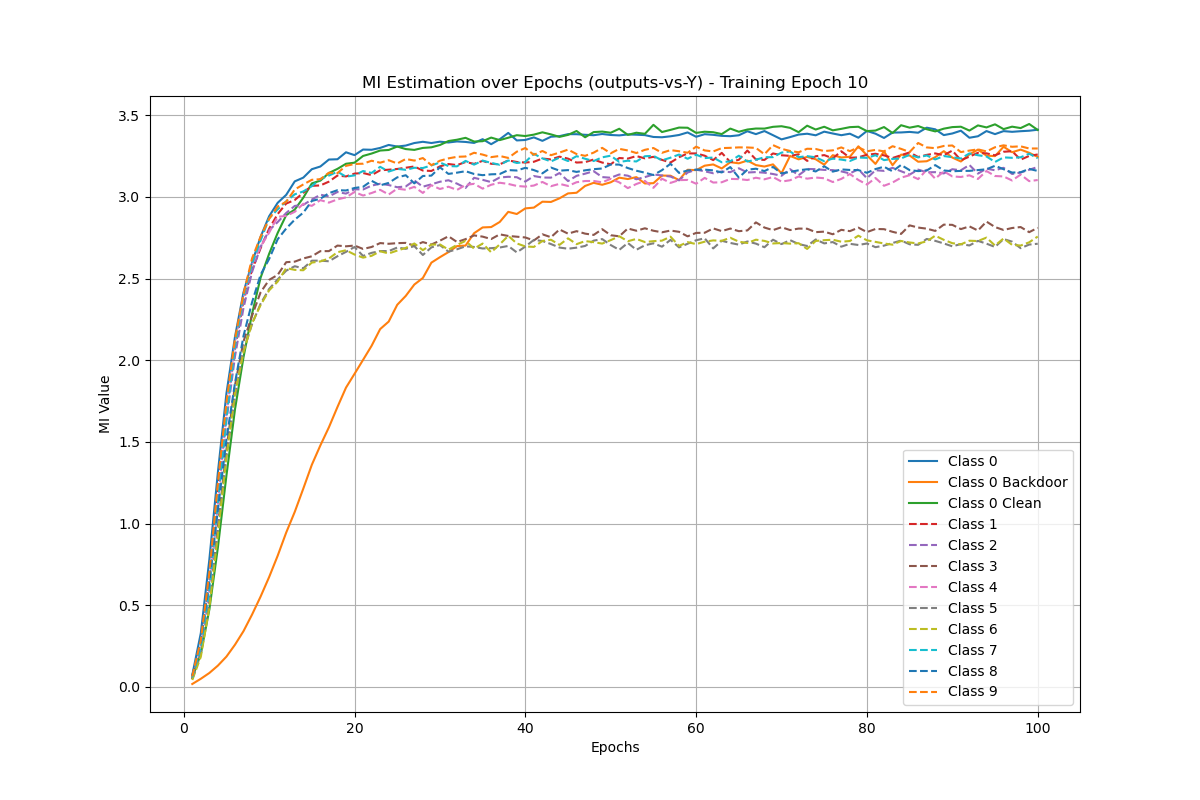 MI Estimation over Epochs (outputs-vs-Y) - Training Epoch 10
MI Value
3.5
3.0
2.5
2.0
1.5
1.0
0.5
0.0
0
20
40
60
80
100
Epochs
Class 0
Class 0 Backdoor
Class 0 Clean
Class 1
Class 2
Class 3
Class 4
Class 5
Class 6
Class 7
Class 8
Class 9